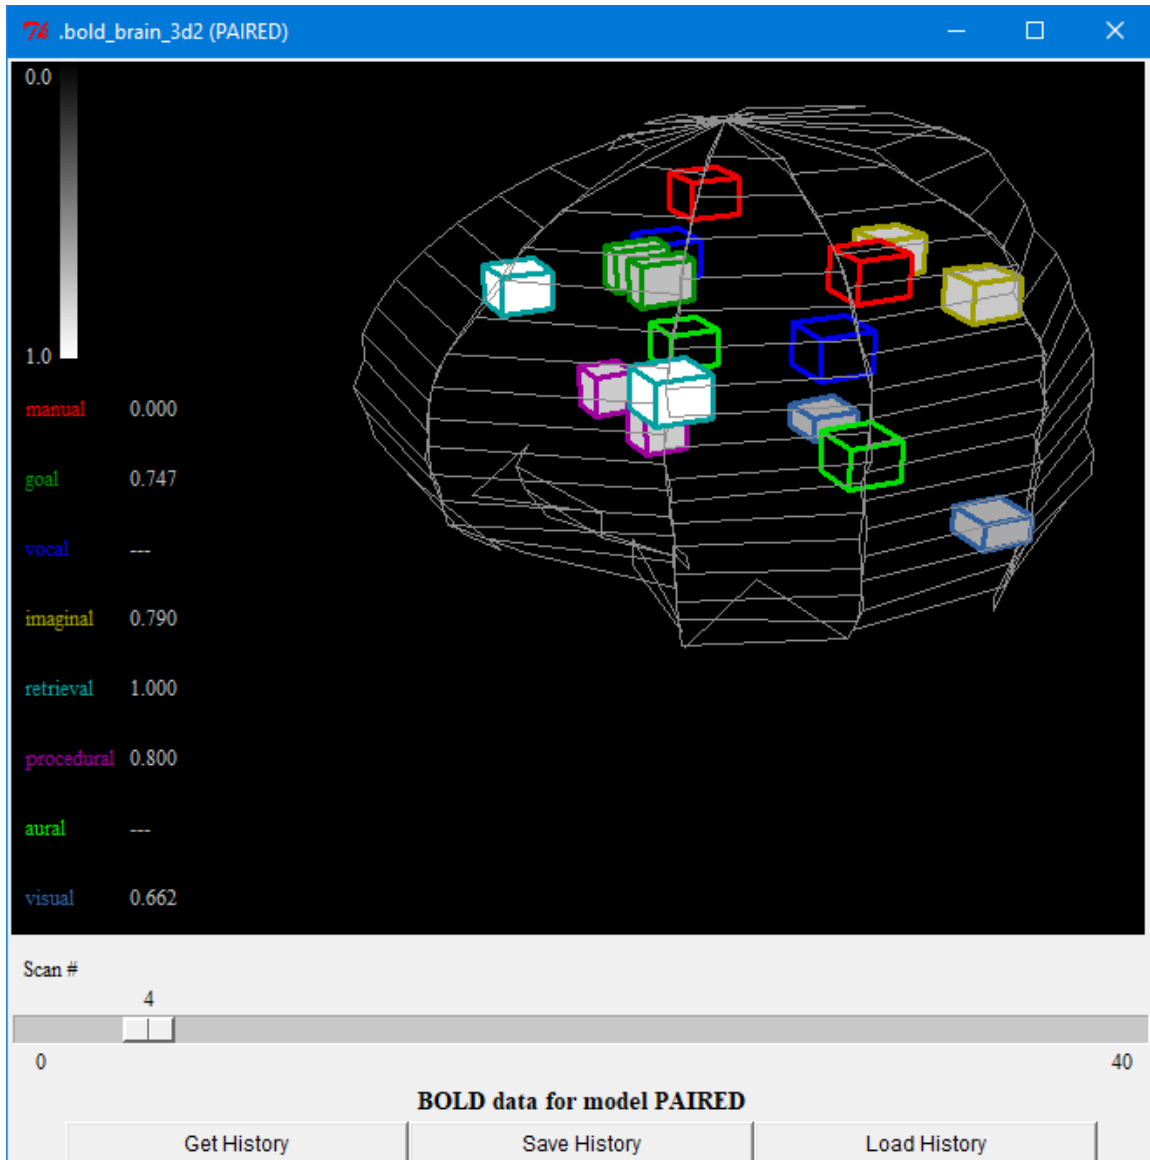 .bold_brain_3d2 (PAIRED)
0.0
1.0
manual 0.000
goal 0.747
vocal ---
imaginal 0.790
retrieval 1.000
procedural 0.800
aural ---
visual 0.662
Scan #
4
0 40
BOLD data for model PAIRED
Get History Save History Load History